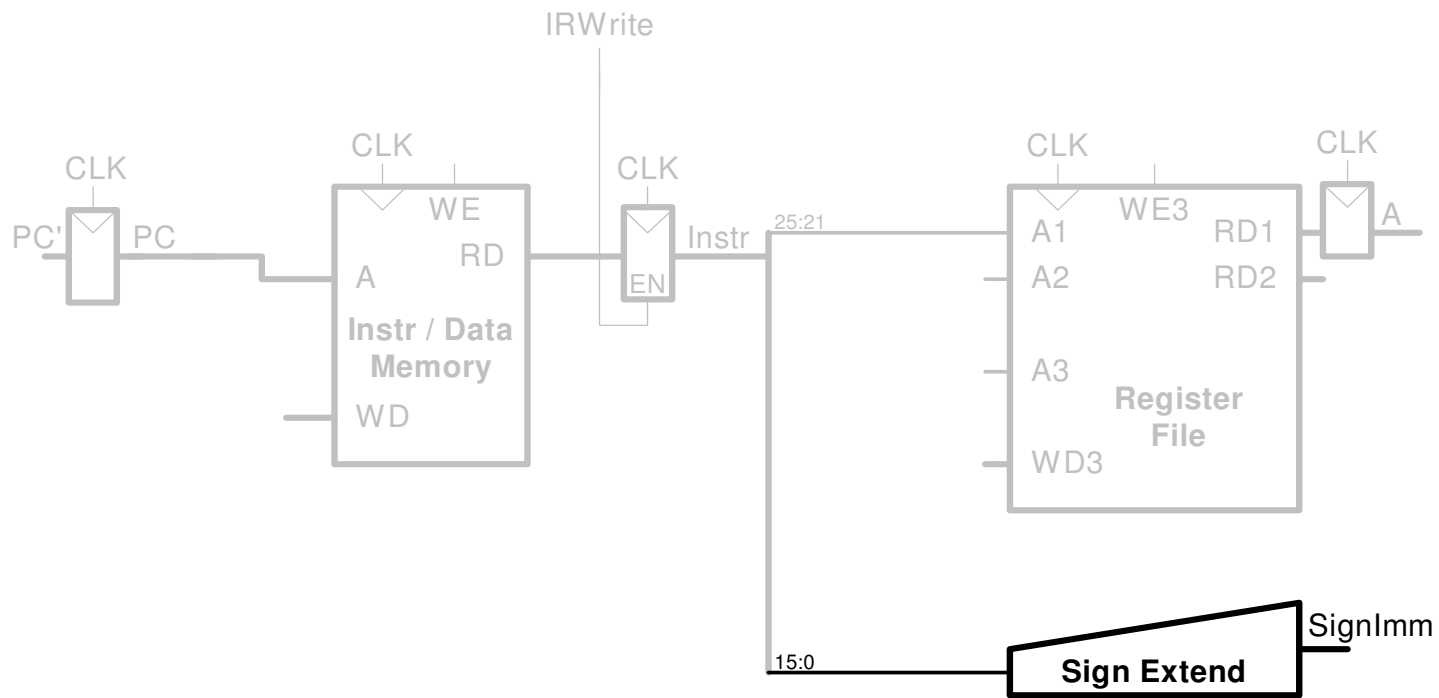 IRWrite
CLK
CLK
CLK
CLK
CLK
PC'
PC
WE
RD
A
Instr / Data
Memory
WD
EN
Instr
25:21
A1
WE3
RD1
A
A2
RD2
A3
Register
File
WD3
15:0
Sign Extend
SignImm